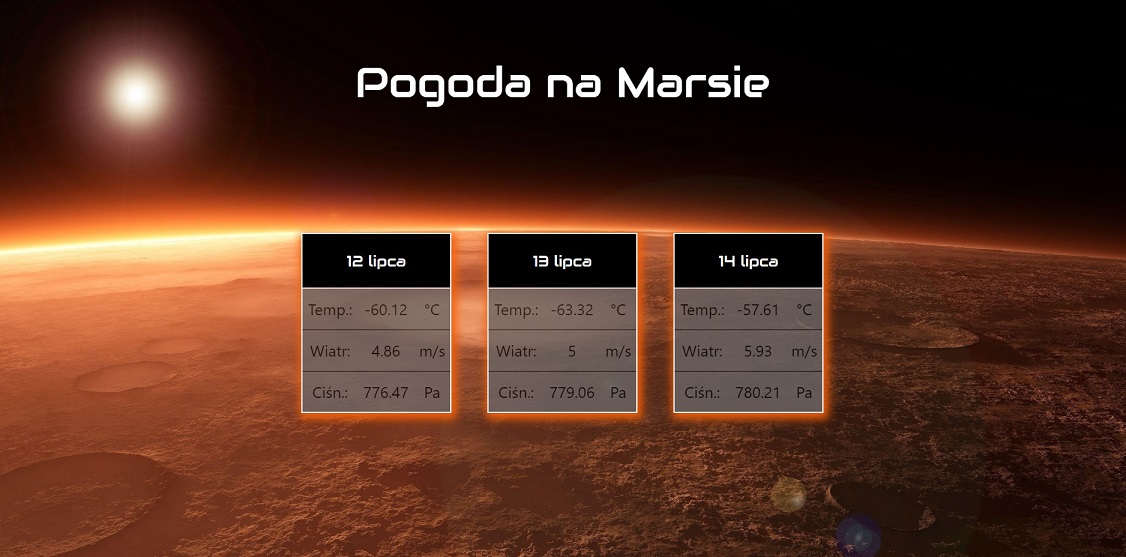 Pogoda na Marsie
12 lipca
Temp.: -60.12 °C
Wiatr: 4.86 m/s
Ciśn.: 776.47 Pa
13 lipca
Temp.: -63.32 °C
Wiatr: 5 m/s
Ciśn.: 779.06 Pa
14 lipca
Temp.: -57.61 °C
Wiatr: 5.93 m/s
Ciśn.: 780.21 Pa